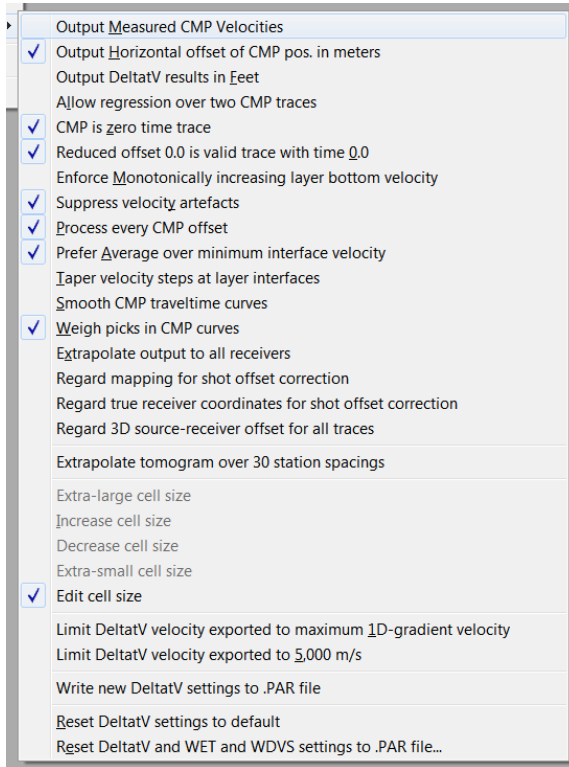 Output Measured CMP Velocities
Output Horizontal offset of CMP pos. in meters
Output DeltatV results in Feet
Allow regression over two CMP traces
CMP is zero time trace
Reduced offset 0.0 is valid trace with time 0.0
Enforce Monotonically increasing layer bottom velocity
Suppress velocity artefacts
Process every CMP offset
Prefer Average over minimum interface velocity
Taper velocity steps at layer interfaces
Smooth CMP traveltime curves
Weigh picks in CMP curves
Extrapolate output to all receivers
Regard mapping for shot offset correction
Regard true receiver coordinates for shot offset correction
Regard 3D source-receiver offset for all traces
Extrapolate tomogram over 30 station spacings
Extra-large cell size
Increase cell size
Decrease cell size
Extra-small cell size
Edit cell size
Limit DeltatV velocity exported to maximum 1D-gradient velocity
Limit DeltatV velocity exported to 5,000 m/s
Write new DeltatV settings to .PAR file
Reset DeltatV settings to default
Reset DeltatV and WET and WDVS settings to .PAR file...